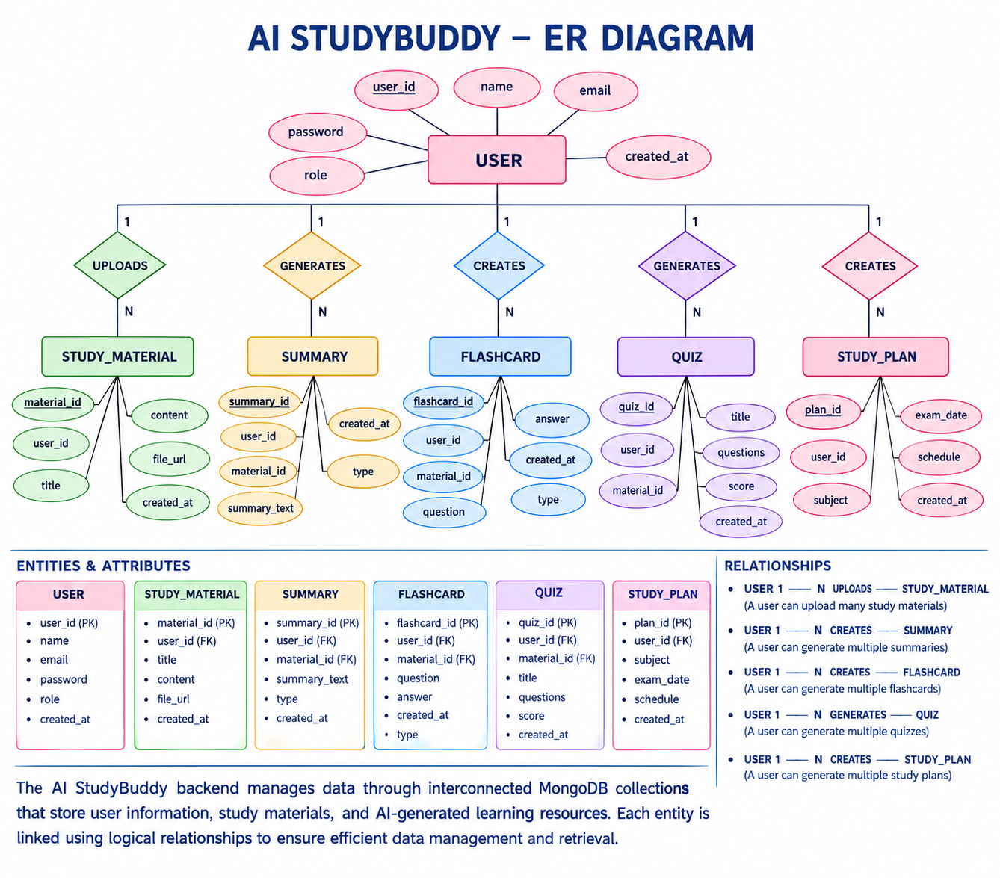 AI STUDYBUDDY – ER DIAGRAM
user_id
name
email
password
role
created_at
USER
1
1
1
1
1
UPLOADS
GENERATES
CREATES
GENERATES
CREATES
N
N
N
N
N
STUDY_MATERIAL
SUMMARY
FLASHCARD
QUIZ
STUDY_PLAN
material_id
user_id
title
content
file_url
created_at
summary_id
user_id
material_id
summary_text
created_at
type
flashcard_id
user_id
material_id
question
answer
created_at
type
quiz_id
user_id
material_id
title
questions
score
created_at
plan_id
user_id
subject
exam_date
schedule
created_at
ENTITIES & ATTRIBUTES
USER
• user_id (PK)
• name
• email
• password
• role
• created_at
STUDY_MATERIAL
• material_id (PK)
• user_id (FK)
• title
• content
• file_url
• created_at
SUMMARY
• summary_id (PK)
• user_id (FK)
• material_id (FK)
• summary_text
• type
• created_at
FLASHCARD
• flashcard_id (PK)
• user_id (FK)
• material_id (FK)
• question
• answer
• created_at
• type
QUIZ
• quiz_id (PK)
• user_id (FK)
• material_id (FK)
• title
• questions
• score
• created_at
STUDY_PLAN
• plan_id (PK)
• user_id (FK)
• subject
• exam_date
• schedule
• created_at
RELATIONSHIPS
• USER 1 —— N UPLOADS —— STUDY_MATERIAL
(A user can upload many study materials)
• USER 1 —— N CREATES —— SUMMARY
(A user can generate multiple summaries)
• USER 1 —— N CREATES —— FLASHCARD
(A user can generate multiple flashcards)
• USER 1 —— N GENERATES —— QUIZ
(A user can generate multiple quizzes)
• USER 1 —— N CREATES —— STUDY_PLAN
(A user can generate multiple study plans)
The AI StudyBuddy backend manages data through interconnected MongoDB collections
that store user information, study materials, and AI-generated learning resources. Each entity is
linked using logical relationships to ensure efficient data management and retrieval.